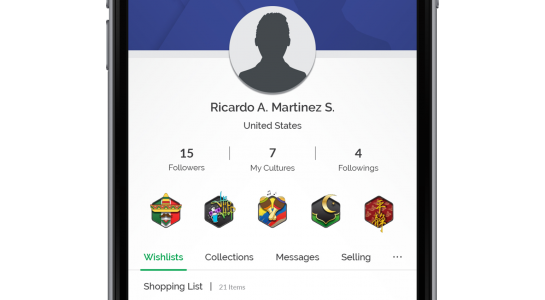 Ricardo A. Martinez S.
United States
15 7 4
Followers My Cultures Followings
Wishlists Collections Messages Selling ...
Shopping List | 21 Items